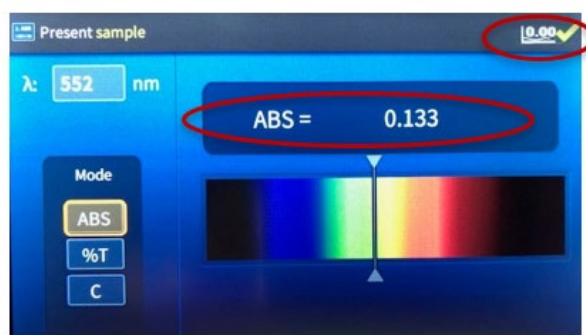 Present sample
0.00
λ: 552 nm
ABS = 0.133
Mode
ABS
%T
C